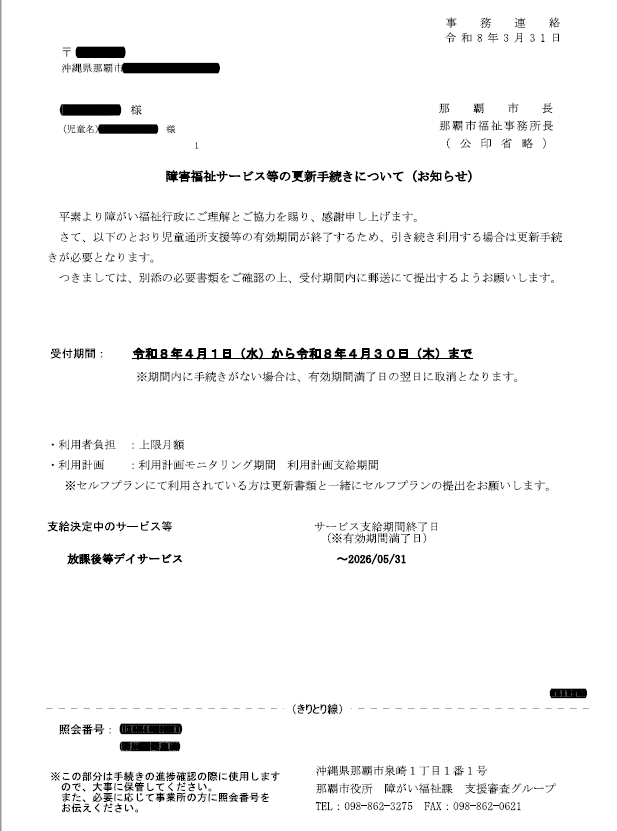 事務連絡
令和8年3月31日
〒
沖縄県那覇市
様
(児童名) 様
1
那覇市長
那覇市福祉事務所長
(公印省略)
障害福祉サービス等の更新手続きについて(お知らせ)
平素より障がい福祉行政にご理解とご協力を賜り、感謝申し上げます。
さて、以下のとおり児童通所支援等の有効期間が終了するため、引き続き利用する場合は更新手続
きが必要となります。
つきましては、別添の必要書類をご確認の上、受付期間内に郵送にて提出するようお願いします。
受付期間: 令和8年4月1日(水)から令和8年4月30日(木)まで
※期間内に手続きがない場合は、有効期間満了日の翌日に取消となります。
・利用者負担 :上限月額
・利用計画 :利用計画モニタリング期間 利用計画支給期間
※セルフプランにて利用されている方は更新書類と一緒にセルフプランの提出をお願いします。
支給決定中のサービス等 サービス支給期間終了日
(※有効期間満了日)
放課後等デイサービス ~2026/05/31
(きりとり線)
照会番号:
※この部分は手続きの進捗確認の際に使用します
ので、大事に保管してください。
また、必要に応じて事業所の方に照会番号を
お伝えください。
沖縄県那覇市泉崎1丁目1番1号
那覇市役所 障がい福祉課 支援審査グループ
TEL:098-862-3275 FAX:098-862-0621